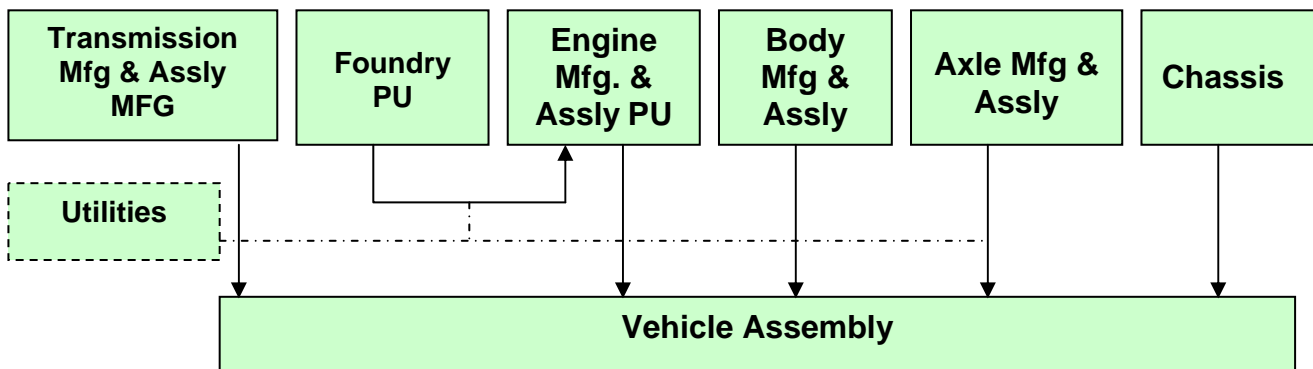 Transmission
Mfg & Assly
MFG
Foundry
PU
Engine
Mfg. &
Assly PU
Body
Mfg &
Assly
Axle Mfg &
Assly
Chassis
Utilities
Vehicle Assembly